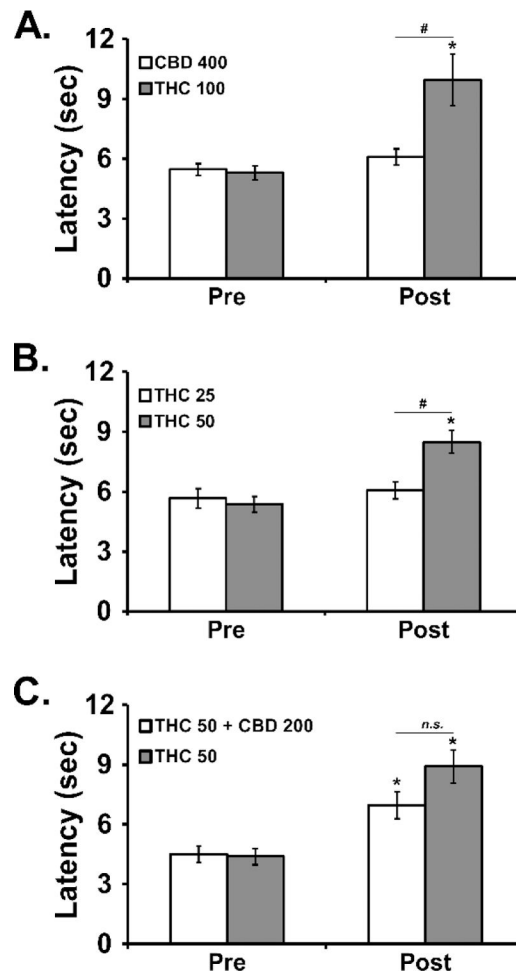 A.
Latency (sec)
12
9
6
3
0
CBD 400
THC 100
#
*
Pre
Post
B.
Latency (sec)
12
9
6
3
0
THC 25
THC 50
#
*
Pre
Post
C.
Latency (sec)
12
9
6
3
0
THC 50 + CBD 200
THC 50
n.s.
*
*
Pre
Post